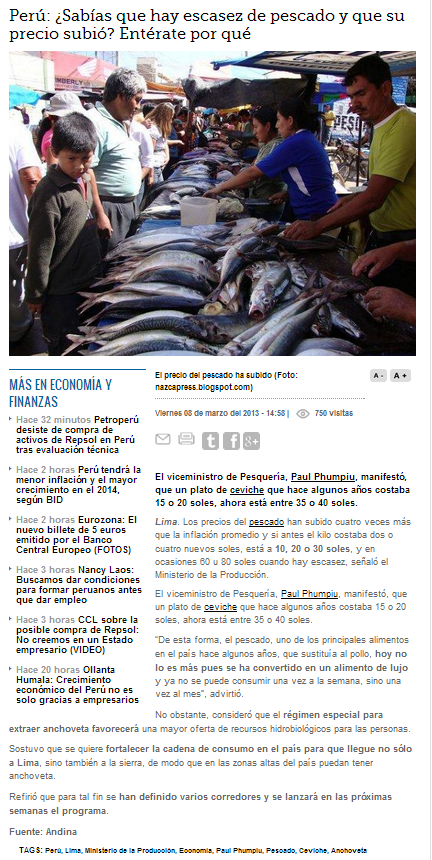 Perú: ¿Sabías que hay escasez de pescado y que su
precio subió? Entérate por qué
KIMBERLY
El precio del pescado ha subido (Foto:
nazcapress.blogspot.com)
A -
A +
Viernes 08 de marzo del 2013 - 14:58 |
750 visitas
MÁS EN ECONOMÍA Y
FINANZAS
Hace 32 minutos Petroperú
desiste de compra de
activos de Repsol en Perú
tras evaluación técnica
Hace 2 horas Perú tendrá la
menor inflación y el mayor
crecimiento en el 2014,
según BID
Hace 2 horas Eurozona: El
nuevo billete de 5 euros
emitido por el Banco
Central Europeo (FOTOS)
Hace 3 horas Nancy Laos:
Buscamos dar condiciones
para formar peruanos antes
que dar empleo
Hace 3 horas CCL sobre la
posible compra de Repsol:
No creemos en un Estado
empresario (VIDEO)
Hace 20 horas Ollanta
Humala: Crecimiento
económico del Perú no es
solo gracias a empresarios
El viceministro de Pesquería, Paul Phumpiu, manifestó,
que un plato de ceviche que hace algunos años costaba
15 o 20 soles, ahora está entre 35 o 40 soles.
Lima. Los precios del pescado han subido cuatro veces más
que la inflación promedio y si antes el kilo costaba dos o
cuatro nuevos soles, está a 10, 20 o 30 soles, y en
ocasiones 60 u 80 soles cuando hay escasez, señaló el
Ministerio de la Producción.
El viceministro de Pesquería, Paul Phumpiu, manifestó, que
un plato de ceviche que hace algunos años costaba 15 o 20
soles, ahora está entre 35 o 40 soles.
“De esta forma, el pescado, uno de los principales alimentos
en el país hace algunos años, que sustituía al pollo, hoy no
lo es más pues se ha convertido en un alimento de lujo
y ya no se puede consumir una vez a la semana, sino una
vez al mes”, advirtió.
No obstante, consideró que el régimen especial para
extraer anchoveta favorecerá una mayor oferta de recursos hidrobiológicos para las personas.
Sostuvo que se quiere fortalecer la cadena de consumo en el país para que llegue no sólo
a Lima, sino también a la sierra, de modo que en las zonas altas del país puedan tener
anchoveta.
Refirió que para tal fin se han definido varios corredores y se lanzará en las próximas
semanas el programa.
Fuente: Andina
TAGS: Perú, Lima, Ministerio de la Producción, Economía, Paul Phumpiu, Pescado, Ceviche, Anchoveta